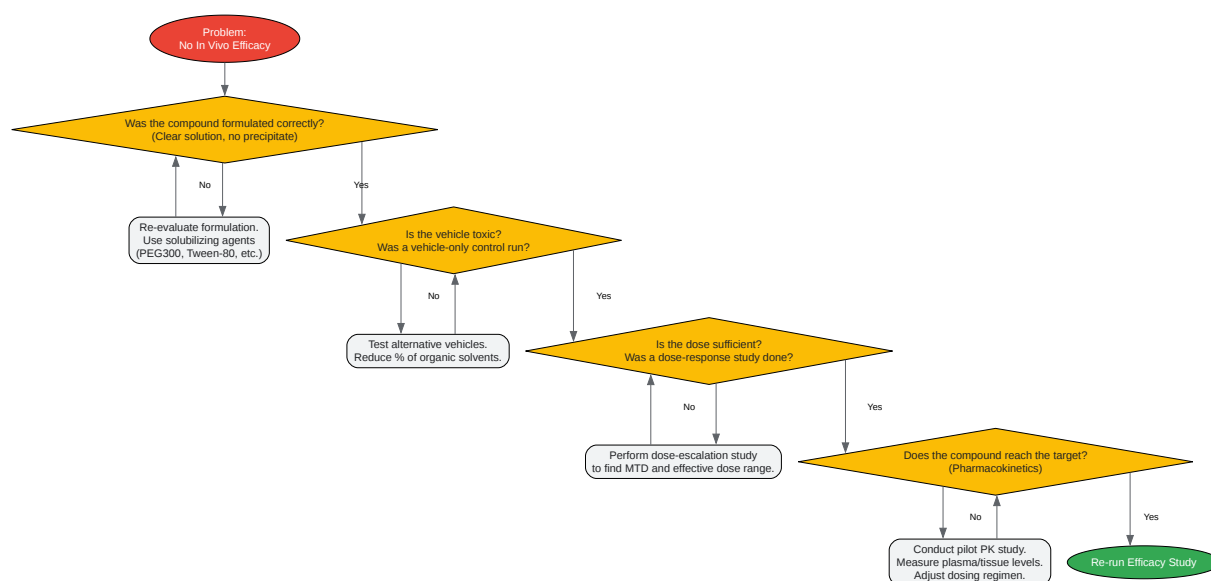 Problem:
No In Vivo Efficacy
Was the compound formulated correctly?
(Clear solution, no precipitate)
No
Yes
Re-evaluate formulation.
Use solubilizing agents
(PEG300, Tween-80, etc.)
Is the vehicle toxic?
Was a vehicle-only control run?
No
Yes
Test alternative vehicles.
Reduce % of organic solvents.
Is the dose sufficient?
Was a dose-response study done?
No
Yes
Perform dose-escalation study
to find MTD and effective dose range.
Does the compound reach the target?
(Pharmacokinetics)
No
Yes
Conduct pilot PK study.
Measure plasma/tissue levels.
Adjust dosing regimen.
Re-run Efficacy Study